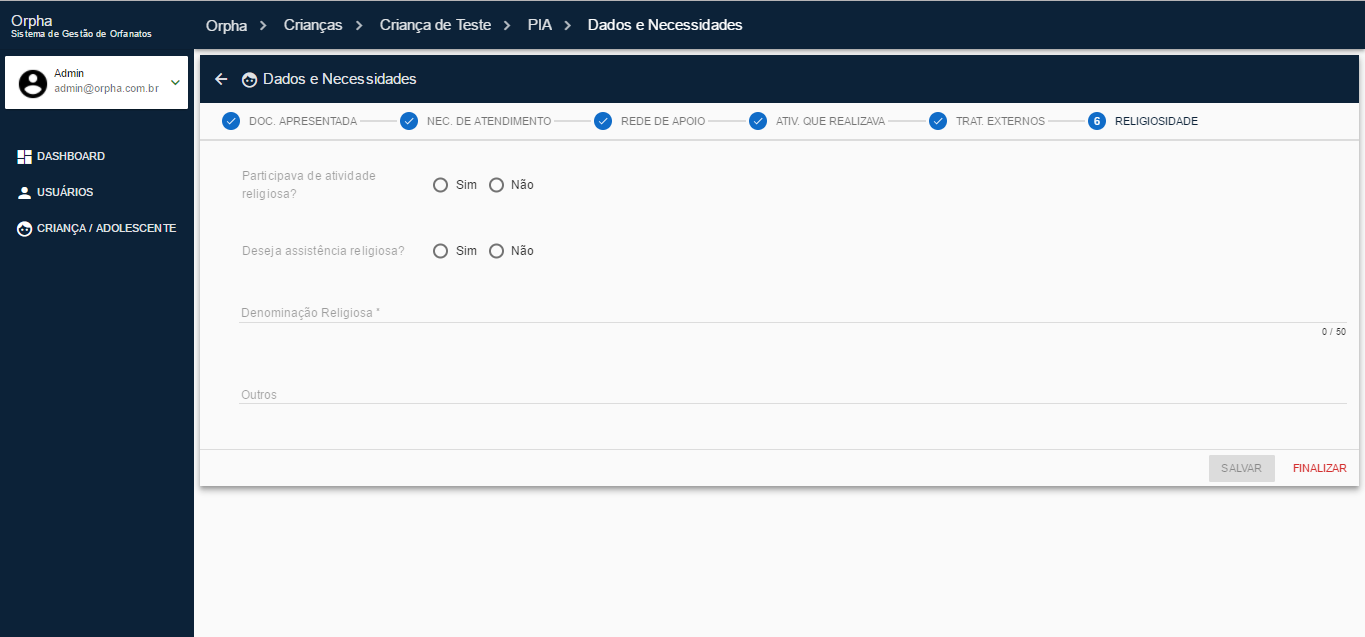 Orpha
Sistema de Gestão de Orfanatos
Orpha > Crianças > Criança de Teste > PIA > Dados e Necessidades
Admin
admin@orpha.com.br
DASHBOARD
USUÁRIOS
CRIANÇA / ADOLESCENTE
Dados e Necessidades
DOC. APRESENTADA NEC. DE ATENDIMENTO REDE DE APOIO ATIV. QUE REALIZAVA TRAT. EXTERNOS 6 RELIGIOSIDADE
Participava de atividade
religiosa?
Sim Não
Deseja assistência religiosa? Sim Não
Denominação Religiosa *
0 / 50
Outros
SALVAR FINALIZAR